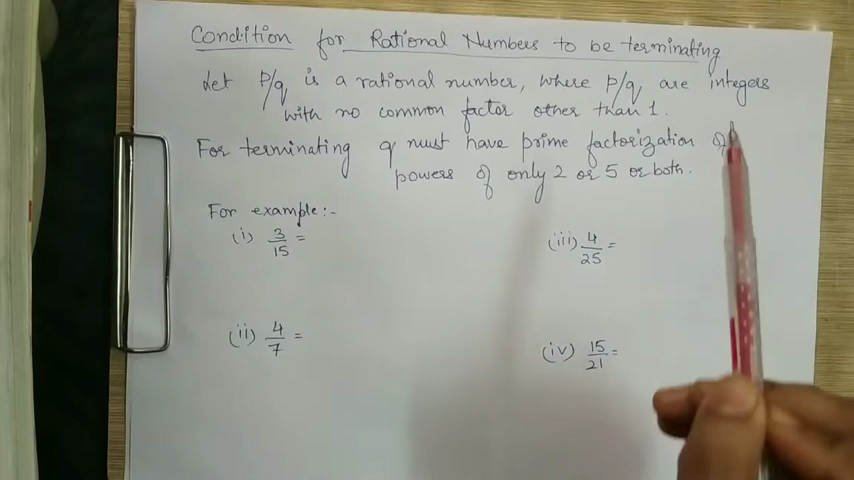 Condition for Rational Numbers to be terminating
Let P/q is a rational number, where P/q are integers
with no common factor other than 1.
For terminating q must have prime factorization of
powers of only 2 or 5 or both.
For example:-
(i) 3/15 =
(iii) 4/25 =
(ii) 4/7 =
(iv) 15/21 =